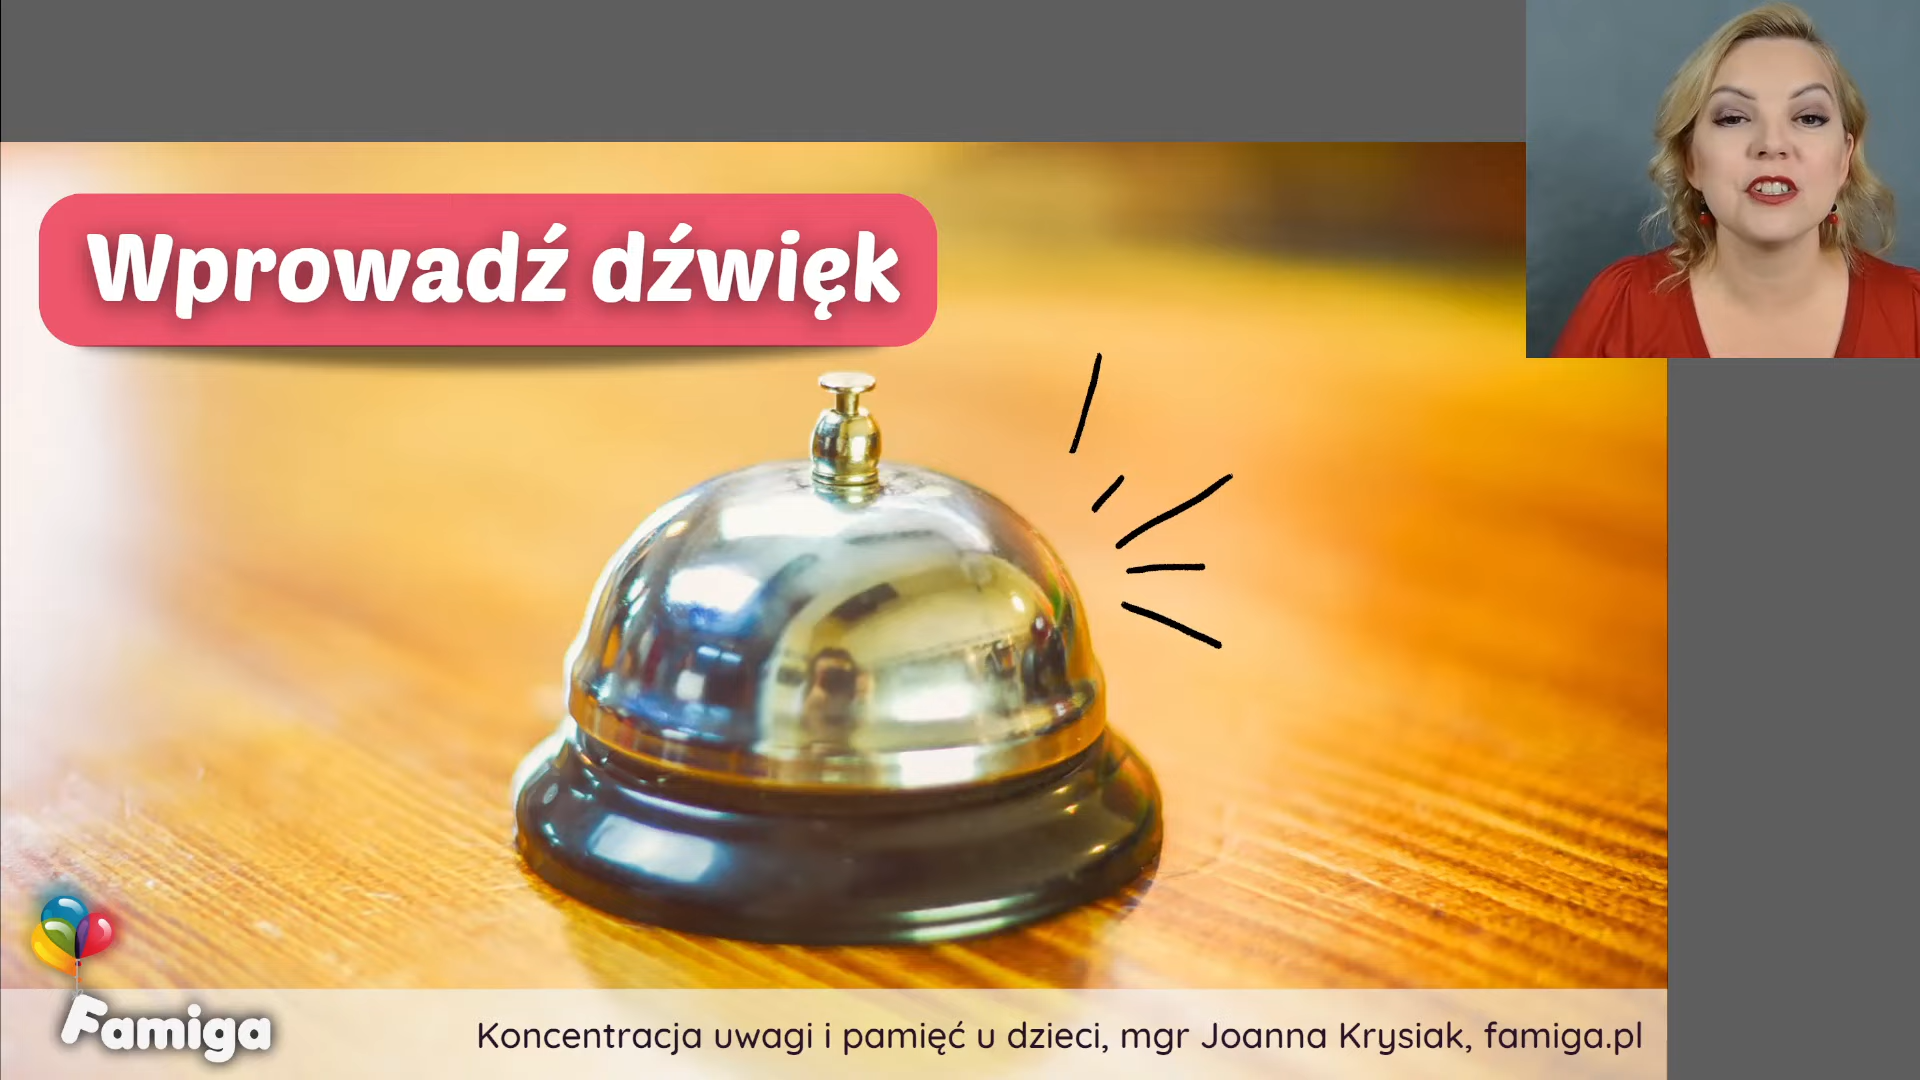 Wprowadź dźwięk
Famiga
Koncentracja uwagi i pamięć u dzieci, mgr Joanna Krysiak, famiga.pl